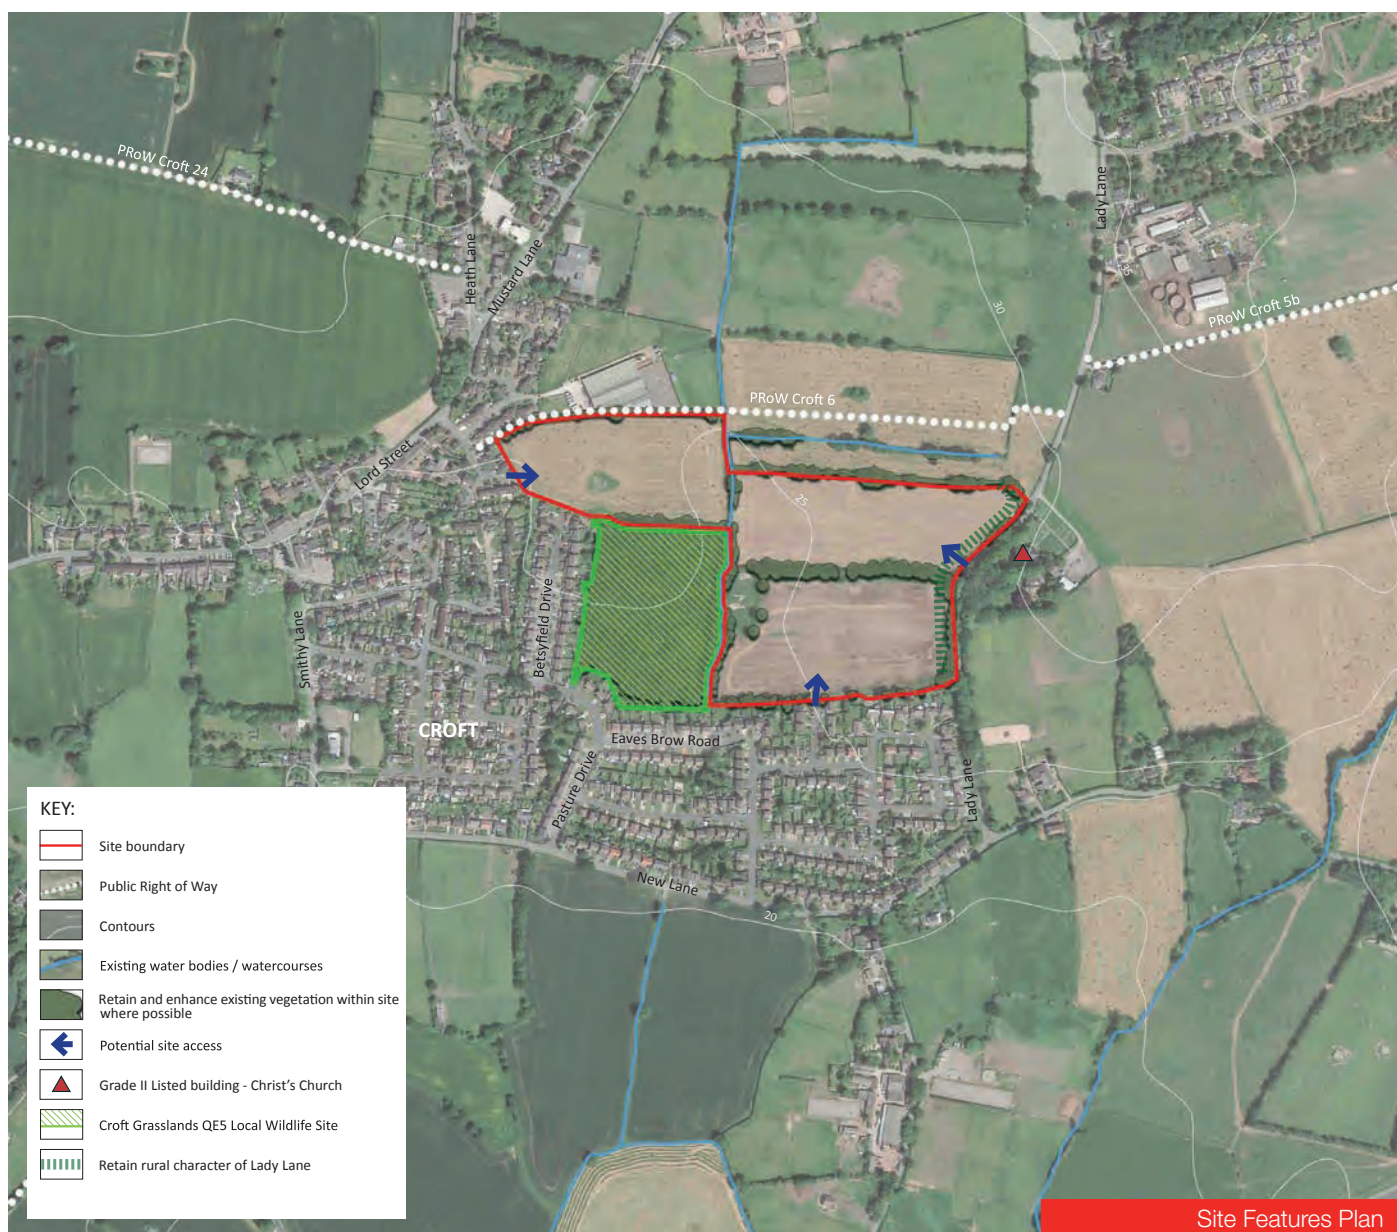 PRoW Croft 24
Heath Lane
Mustard Lane
Lady Lane
35
30
PRoW Croft 5b
PRoW Croft 6
Lord Street
25
Betsyfield Drive
Smithy Lane
CROFT
Eaves Brow Road
Pasture Drive
Lady Lane
New Lane
20
KEY:
Site boundary
Public Right of Way
Contours
Existing water bodies / watercourses
Retain and enhance existing vegetation within site
where possible
Potential site access
Grade II Listed building - Christ's Church
Croft Grasslands QE5 Local Wildlife Site
Retain rural character of Lady Lane
Site Features Plan